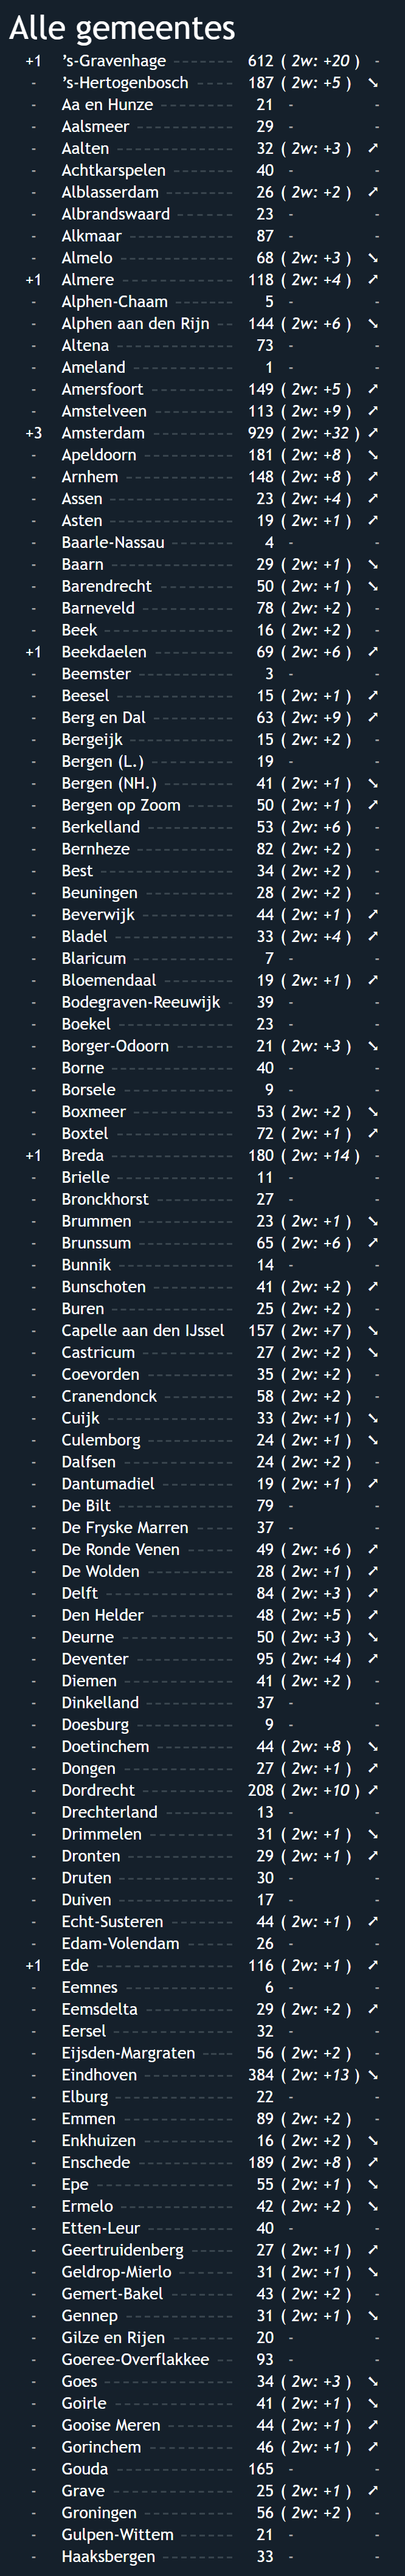 Alle gemeentes
+1 ’s-Gravenhage 612 ( 2w: +20 ) -
- ’s-Hertogenbosch 187 ( 2w: +5 ) ➘
- Aa en Hunze 21 - -
- Aalsmeer 29 - -
- Aalten 32 ( 2w: +3 ) ➚
- Achtkarspelen 40 - -
- Alblasserdam 26 ( 2w: +2 ) ➚
- Albrandswaard 23 - -
- Alkmaar 87 - -
- Almelo 68 ( 2w: +3 ) ➘
+1 Almere 118 ( 2w: +4 ) ➚
- Alphen-Chaam 5 - -
- Alphen aan den Rijn 144 ( 2w: +6 ) ➘
- Altena 73 - -
- Ameland 1 - -
- Amersfoort 149 ( 2w: +5 ) ➚
- Amstelveen 113 ( 2w: +9 ) ➚
+3 Amsterdam 929 ( 2w: +32 ) ➚
- Apeldoorn 181 ( 2w: +8 ) ➘
- Arnhem 148 ( 2w: +8 ) ➚
- Assen 23 ( 2w: +4 ) ➚
- Asten 19 ( 2w: +1 ) ➚
- Baarle-Nassau 4 - -
- Baarn 29 ( 2w: +1 ) ➘
- Barendrecht 50 ( 2w: +1 ) ➘
- Barneveld 78 ( 2w: +2 ) -
- Beek 16 ( 2w: +2 ) -
+1 Beekdaelen 69 ( 2w: +6 ) ➚
- Beemster 3 - -
- Beesel 15 ( 2w: +1 ) ➚
- Berg en Dal 63 ( 2w: +9 ) ➚
- Bergeijk 15 ( 2w: +2 ) -
- Bergen (L.) 19 - -
- Bergen (NH.) 41 ( 2w: +1 ) ➘
- Bergen op Zoom 50 ( 2w: +1 ) ➚
- Berkelland 53 ( 2w: +6 ) -
- Bernheze 82 ( 2w: +2 ) -
- Best 34 ( 2w: +2 ) -
- Beuningen 28 ( 2w: +2 ) -
- Beverwijk 44 ( 2w: +1 ) ➚
- Bladel 33 ( 2w: +4 ) ➚
- Blaricum 7 - -
- Bloemendaal 19 ( 2w: +1 ) ➚
- Bodegraven-Reeuwijk 39 - -
- Boekel 23 - -
- Borger-Odoorn 21 ( 2w: +3 ) ➘
- Borne 40 - -
- Borsele 9 - -
- Boxmeer 53 ( 2w: +2 ) ➘
- Boxtel 72 ( 2w: +1 ) ➚
+1 Breda 180 ( 2w: +14 ) -
- Brielle 11 - -
- Bronckhorst 27 - -
- Brummen 23 ( 2w: +1 ) ➘
- Brunssum 65 ( 2w: +6 ) ➚
- Bunnik 14 - -
- Bunschoten 41 ( 2w: +2 ) ➚
- Buren 25 ( 2w: +2 ) -
- Capelle aan den IJssel 157 ( 2w: +7 ) ➘
- Castricum 27 ( 2w: +2 ) ➘
- Coevorden 35 ( 2w: +2 ) -
- Cranendonck 58 ( 2w: +2 ) -
- Cuijk 33 ( 2w: +1 ) ➘
- Culemborg 24 ( 2w: +1 ) ➘
- Dalfsen 24 ( 2w: +2 ) -
- Dantumadiel 19 ( 2w: +1 ) ➚
- De Bilt 79 - -
- De Fryske Marren 37 - -
- De Ronde Venen 49 ( 2w: +6 ) ➚
- De Wolden 28 ( 2w: +1 ) ➚
- Delft 84 ( 2w: +3 ) ➚
- Den Helder 48 ( 2w: +5 ) ➚
- Deurne 50 ( 2w: +3 ) ➘
- Deventer 95 ( 2w: +4 ) ➚
- Diemen 41 ( 2w: +2 ) -
- Dinkelland 37 - -
- Doesburg 9 - -
- Doetinchem 44 ( 2w: +8 ) ➘
- Dongen 27 ( 2w: +1 ) ➚
- Dordrecht 208 ( 2w: +10 ) ➚
- Drechterland 13 - -
- Drimmelen 31 ( 2w: +1 ) ➘
- Dronten 29 ( 2w: +1 ) ➚
- Druten 30 - -
- Duiven 17 - -
- Echt-Susteren 44 ( 2w: +1 ) ➚
- Edam-Volendam 26 - -
+1 Ede 116 ( 2w: +1 ) ➚
- Eemnes 6 - -
- Eemsdelta 29 ( 2w: +2 ) ➚
- Eersel 32 - -
- Eijsden-Margraten 56 ( 2w: +2 ) -
- Eindhoven 384 ( 2w: +13 ) ➘
- Elburg 22 - -
- Emmen 89 ( 2w: +2 ) -
- Enkhuizen 16 ( 2w: +2 ) ➘
- Enschede 189 ( 2w: +8 ) ➚
- Epe 55 ( 2w: +1 ) ➘
- Ermelo 42 ( 2w: +2 ) ➘
- Etten-Leur 40 - -
- Geertruidenberg 27 ( 2w: +1 ) ➚
- Geldrop-Mierlo 31 ( 2w: +1 ) ➘
- Gemert-Bakel 43 ( 2w: +2 ) -
- Gennep 31 ( 2w: +1 ) ➘
- Gilze en Rijen 20 - -
- Goeree-Overflakkee 93 - -
- Goes 34 ( 2w: +3 ) ➘
- Goirle 41 ( 2w: +1 ) ➘
- Gooise Meren 44 ( 2w: +1 ) ➚
- Gorinchem 46 ( 2w: +1 ) ➚
- Gouda 165 - -
- Grave 25 ( 2w: +1 ) ➚
- Groningen 56 ( 2w: +2 ) -
- Gulpen-Wittem 21 - -
- Haaksbergen 33 - -